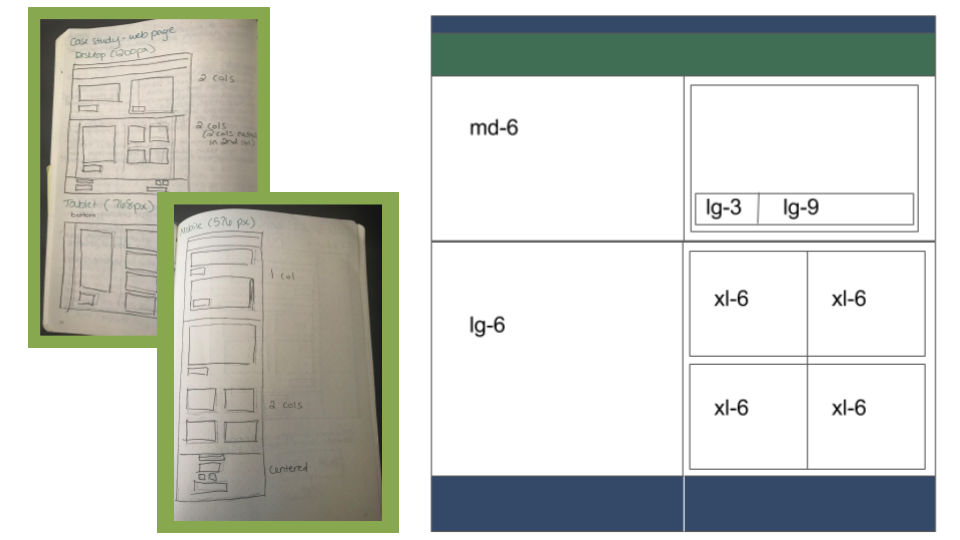 Case study - web page
Desktop (1200px)
2 cols
2 cols
(2 cols
in 2nd col)
Tablet (768px)
bottom
Mobile (576 px)
1 col
2 cols
Centered
md-6
lg-3
lg-9
lg-6
xl-6
xl-6
xl-6
xl-6